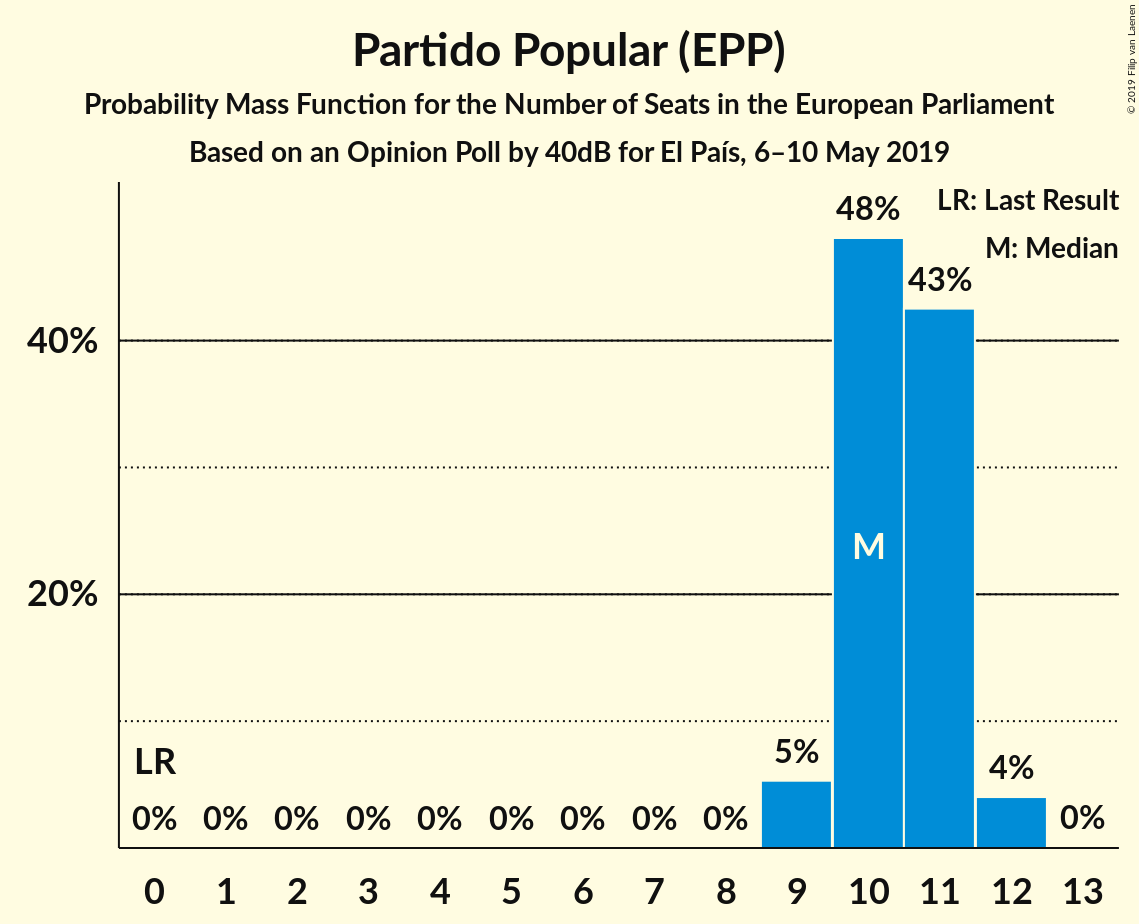 Partido Popular (EPP)
Probability Mass Function for the Number of Seats in the European Parliament
Based on an Opinion Poll by 40dB for El País, 6–10 May 2019
© 2019 Filip van Laenen
LR: Last Result
M: Median
48%
43%
40%
M
20%
LR
5%
4%
0% 0% 0% 0% 0% 0% 0% 0% 0% 0%
0 1 2 3 4 5 6 7 8 9 10 11 12 13